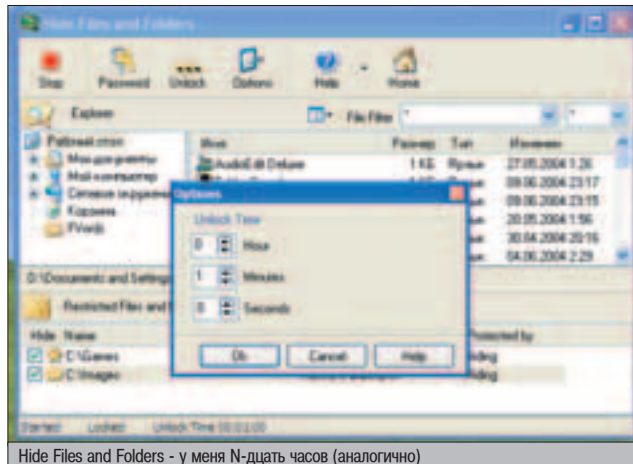 Hide Files and Folders
Stop Password Unlock Options Help Home
Explorer File Filter * *
Рабочий стол
Мои документы
Мой компьютер
Сетевое окружение
Корзина
FWords
Имя Размер Тип Изменен
AudioEdit Deluxe 1 КБ Ярлык 27.05.2004 1:26
09.06.2004 23:17
09.06.2004 23:15
20.05.2004 1:56
30.04.2004 20:16
04.06.2004 2:29
Options
Unlock Time
0 Hour
1 Minutes
0 Seconds
Ok Cancel Help
D:\Documents and Settings
Restricted Files and
Hide Name Protected by
C:\Games
C:\Images
Started Locked Unlock Time 00:01:00
Hide Files and Folders - у меня N-дцать часов (аналогично)